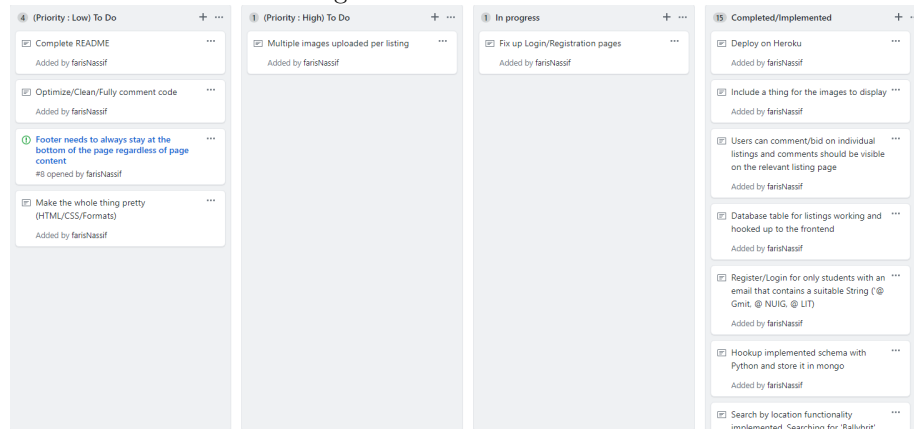 4 (Priority : Low) To Do
Complete README
Added by farisNassif
Optimize/Clean/Fully comment code
Added by farisNassif
Footer needs to always stay at the
bottom of the page regardless of page
content
#8 opened by farisNassif
Make the whole thing pretty
(HTML/CSS/Formats)
Added by farisNassif
1 (Priority : High) To Do
Multiple images uploaded per listing
Added by farisNassif
1 In progress
Fix up Login/Registration pages
Added by farisNassif
15 Completed/Implemented
Deploy on Heroku
Added by farisNassif
Include a thing for the images to display
Added by farisNassif
Users can comment/bid on individual
listings and comments should be visible
on the relevant listing page
Added by farisNassif
Database table for listings working and
hooked up to the frontend
Added by farisNassif
Register/Login for only students with an
email that contains a suitable String ('@
Gmit, @ NUIG, @ LIT)
Added by farisNassif
Hookup implemented schema with
Python and store it in mongo
Added by farisNassif
Search by location functionality
implemented. Searching for 'Ballybrit'